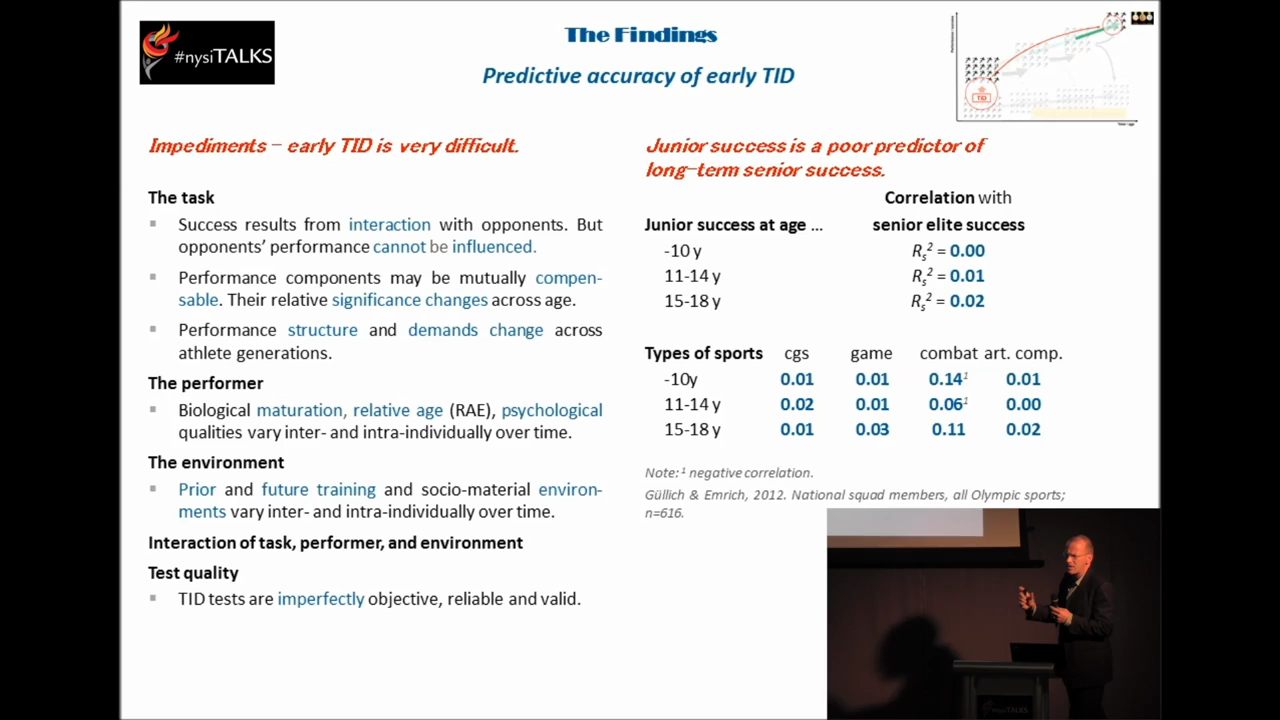 #nysiTALKS
The Findings
Predictive accuracy of early TID
TID
Impediments – early TID is very difficult.
The task
Success results from interaction with opponents. But
opponents' performance cannot be influenced.
Performance components may be mutually compen-
sable. Their relative significance changes across age.
Performance structure and demands change across
athlete generations.
The performer
Biological maturation, relative age (RAE), psychological
qualities vary inter- and intra-individually over time.
The environment
Prior and future training and socio-material environ-
ments vary inter- and intra-individually over time.
Interaction of task, performer, and environment
Test quality
TID tests are imperfectly objective, reliable and valid.
Junior success is a poor predictor of
long-term senior success.
Correlation with
Junior success at age ... senior elite success
-10 y Rs² = 0.00
11-14 y Rs² = 0.01
15-18 y Rs² = 0.02
Types of sports cgs game combat art. comp.
-10y 0.01 0.01 0.14¹ 0.01
11-14 y 0.02 0.01 0.06¹ 0.00
15-18 y 0.01 0.03 0.11 0.02
Note: ¹ negative correlation.
Güllich & Emrich, 2012. National squad members, all Olympic sports;
n=616.
#nysiTALKS